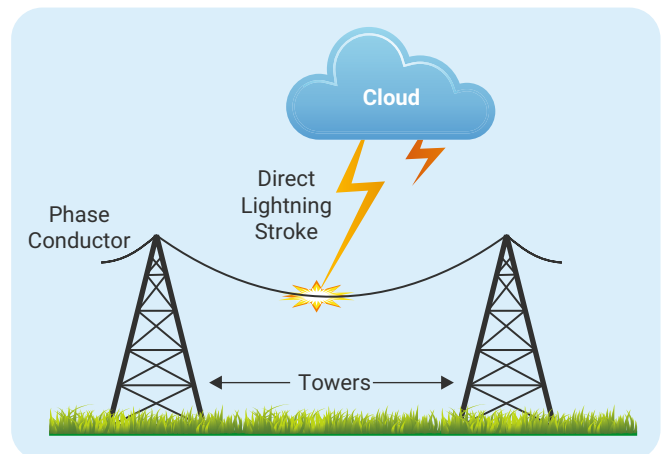 Cloud
Direct
Lightning
Stroke
Phase
Conductor
Towers